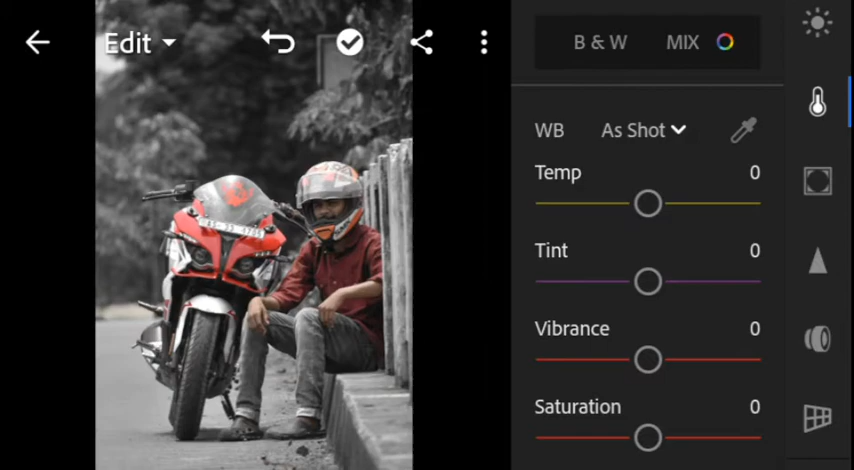 Edit
B & W MIX
WB As Shot
Temp 0
Tint 0
Vibrance 0
Saturation 0